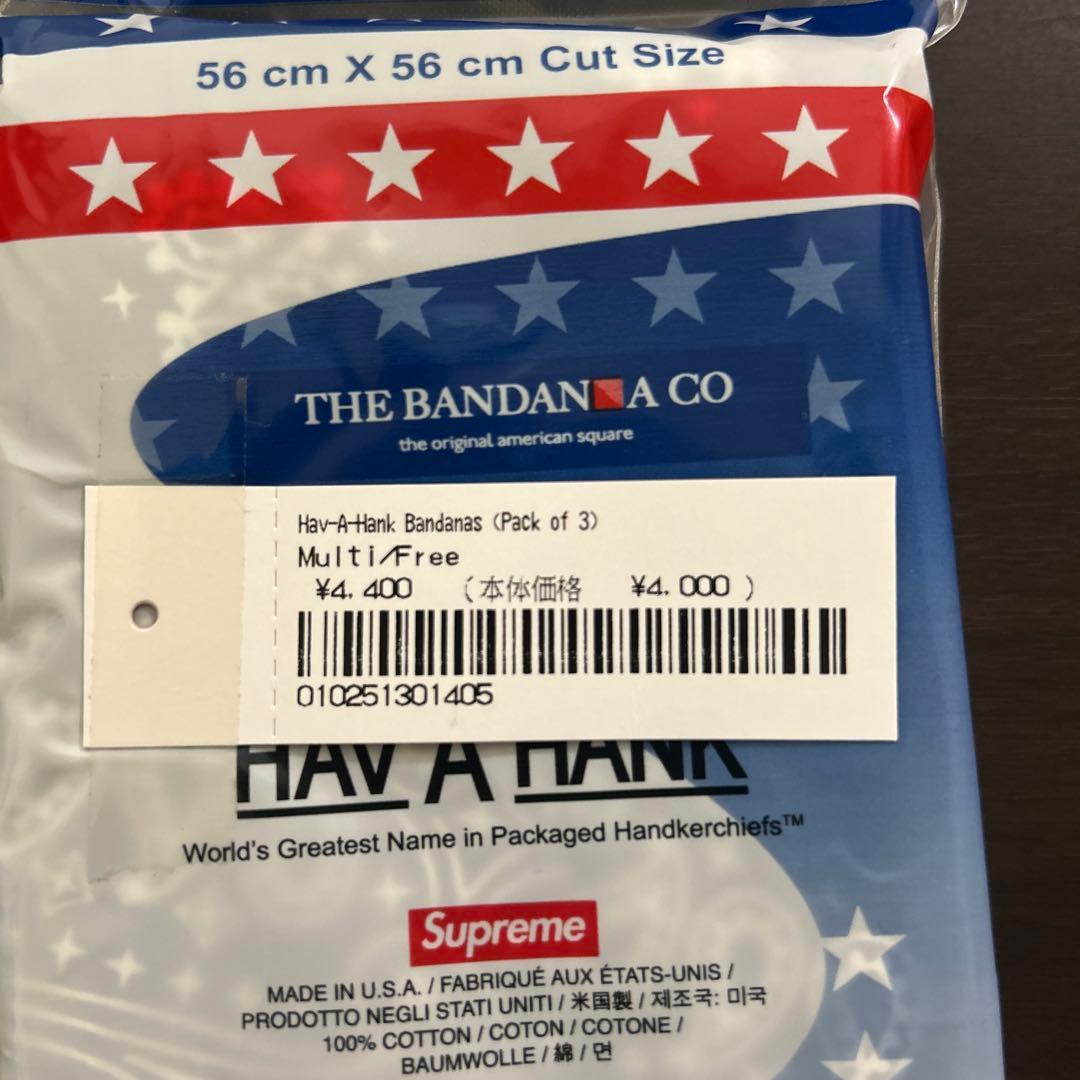 56 cm X 56 cm Cut Size
THE BANDANA CO
the original american square
Hav-A-Hank Bandanas (Pack of 3)
Multi/Free
¥4,400 (本体価格 ¥4,000)
010251301405
HAV A HANK
World's Greatest Name in Packaged Handkerchiefs™
Supreme
MADE IN U.S.A. / FABRIQUÉ AUX ÉTATS-UNIS /
PRODOTTO NEGLI STATI UNITI / 米国製 / 제조국: 미국
100% COTTON / COTON / COTONE /
BAUMWOLLE / 綿 / 면